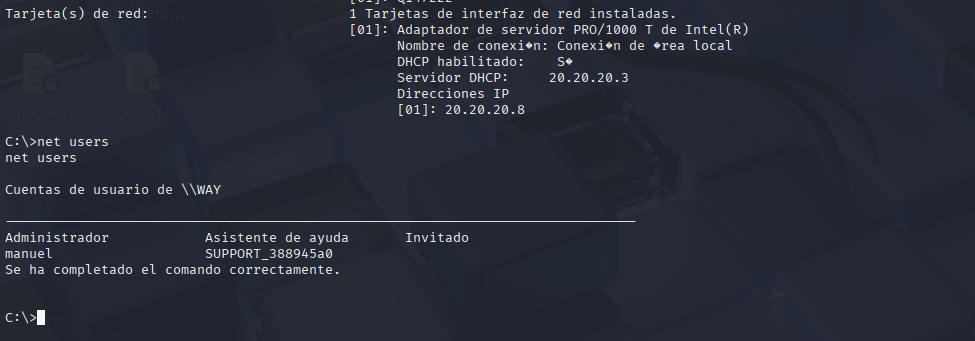 Tarjeta(s) de red: 1 Tarjetas de interfaz de red instaladas.
[01]: Adaptador de servidor PRO/1000 T de Intel(R)
Nombre de conexi�n: Conexi�n de �rea local
DHCP habilitado: S�
Servidor DHCP: 20.20.20.3
Direcciones IP
[01]: 20.20.20.8
C:\>net users
net users
Cuentas de usuario de \\WAY
-------------------------------------------------------------------------------
Administrador Asistente de ayuda Invitado
manuel SUPPORT_388945a0
Se ha completado el comando correctamente.
C:\>